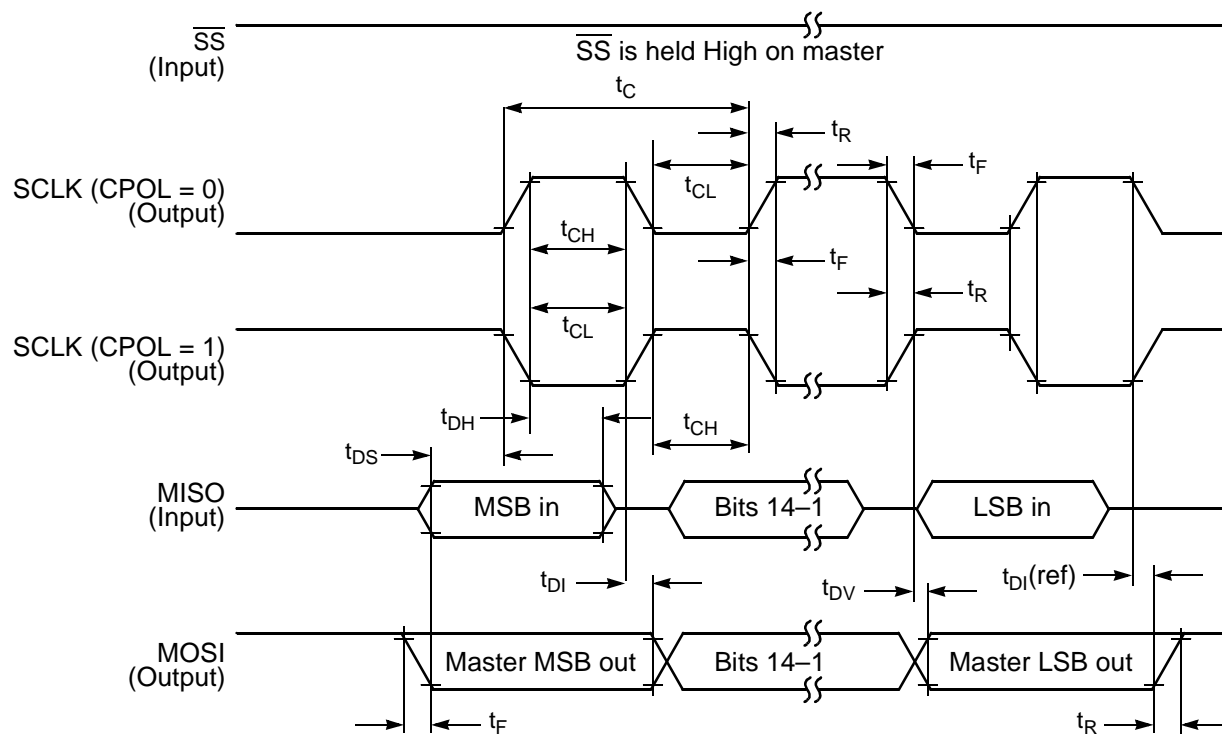 SS
(Input)
SS is held High on master
tC
tR
tF
SCLK (CPOL = 0)
(Output)
tCL
tCH
tF
tR
tCL
SCLK (CPOL = 1)
(Output)
tDH
tCH
tDS
MISO
(Input)
MSB in
Bits 14–1
LSB in
tDI
tDV
tDI(ref)
MOSI
(Output)
Master MSB out
Bits 14–1
Master LSB out
tF
tR